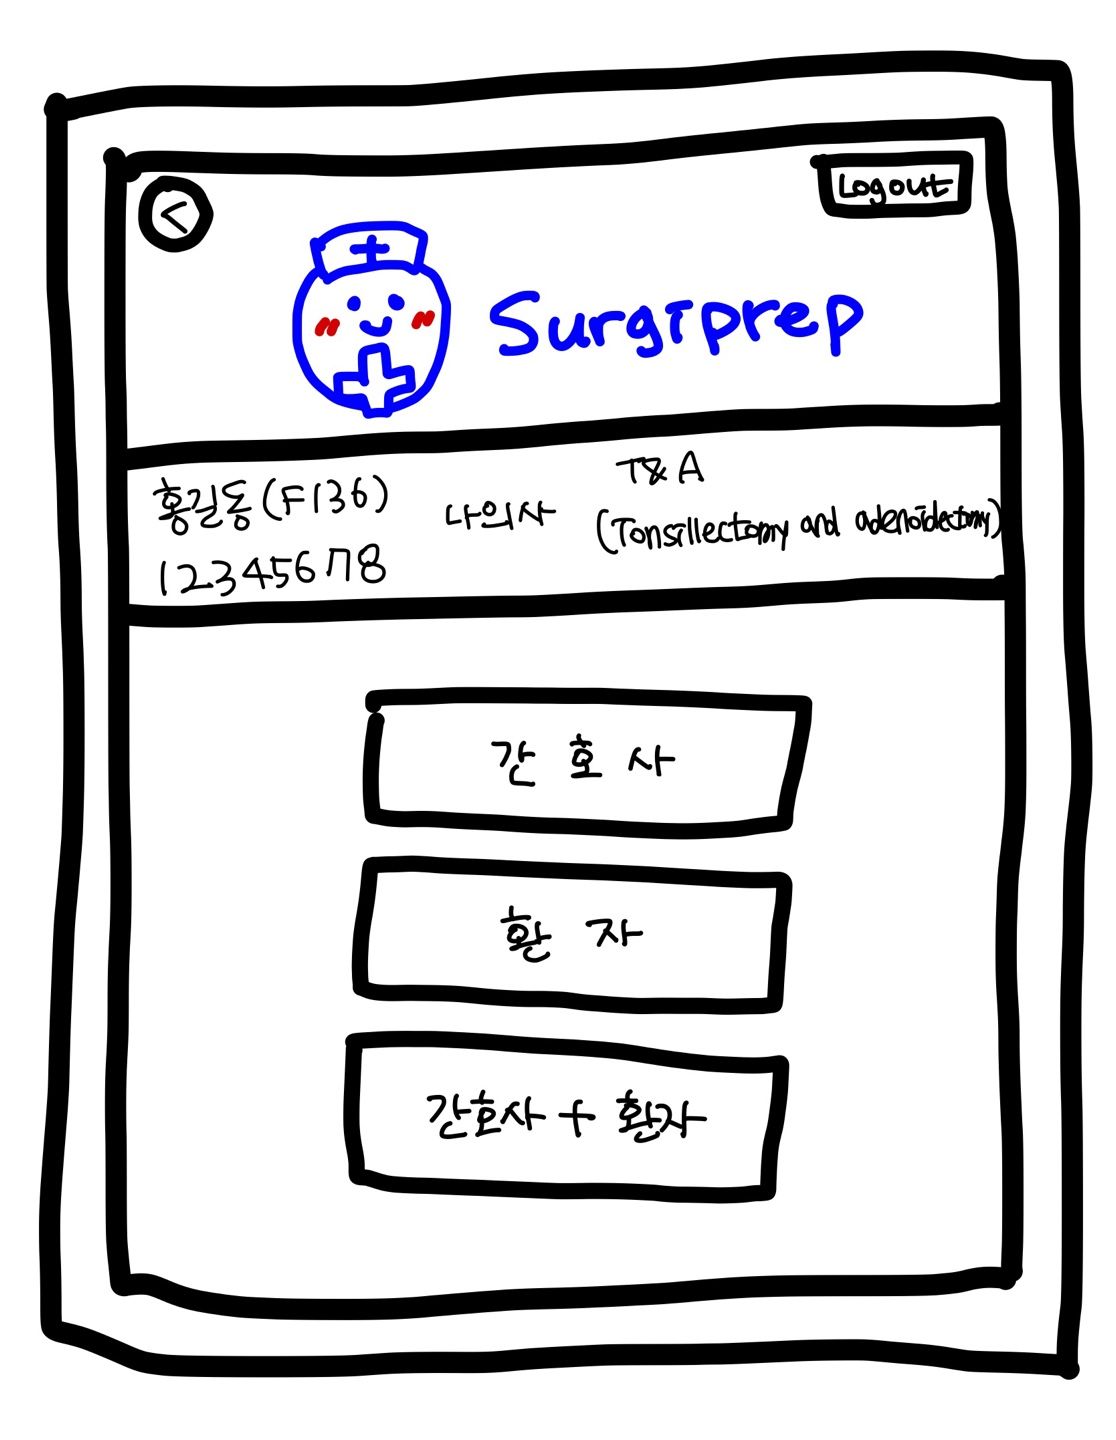 <
Logout
Surgiprep
홍길동(F136)
12345678
나의사
T&A
(Tonsillectomy and adenoidectomy)
간호사
환자
간호사+환자